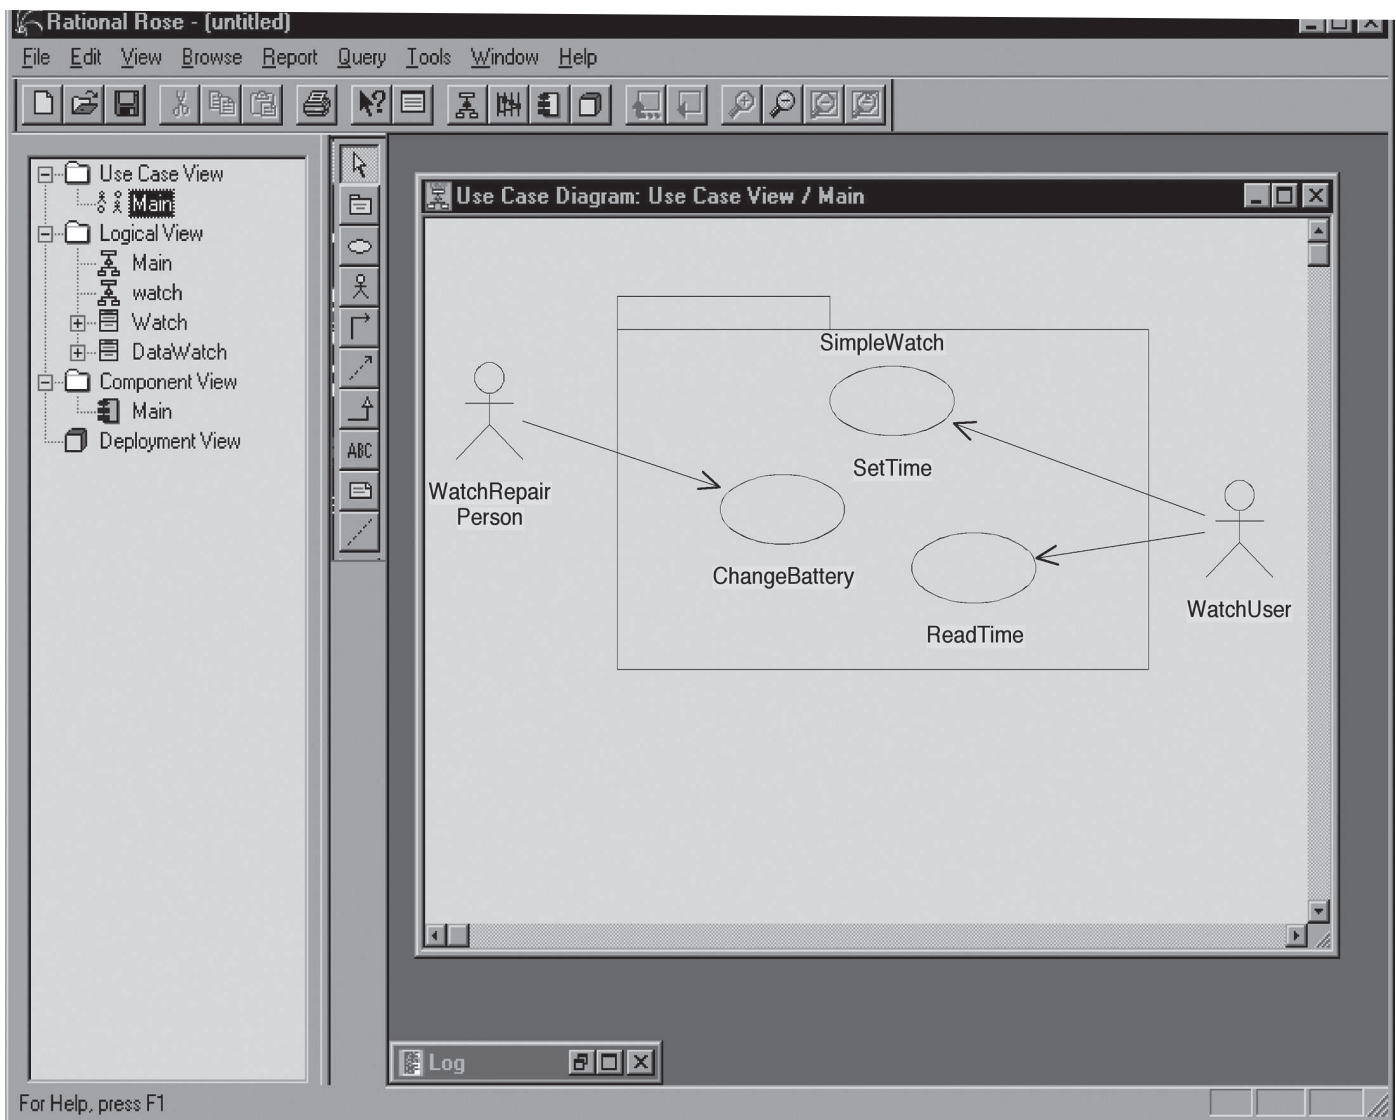 Rational Rose - (untitled)
File Edit View Browse Report Query Tools Window Help
Use Case View
Main
Logical View
Main
watch
Watch
DataWatch
Component View
Main
Deployment View
ABC
Use Case Diagram: Use Case View / Main
SimpleWatch
SetTime
WatchRepair
Person
ChangeBattery
ReadTime
WatchUser
Log
For Help, press F1